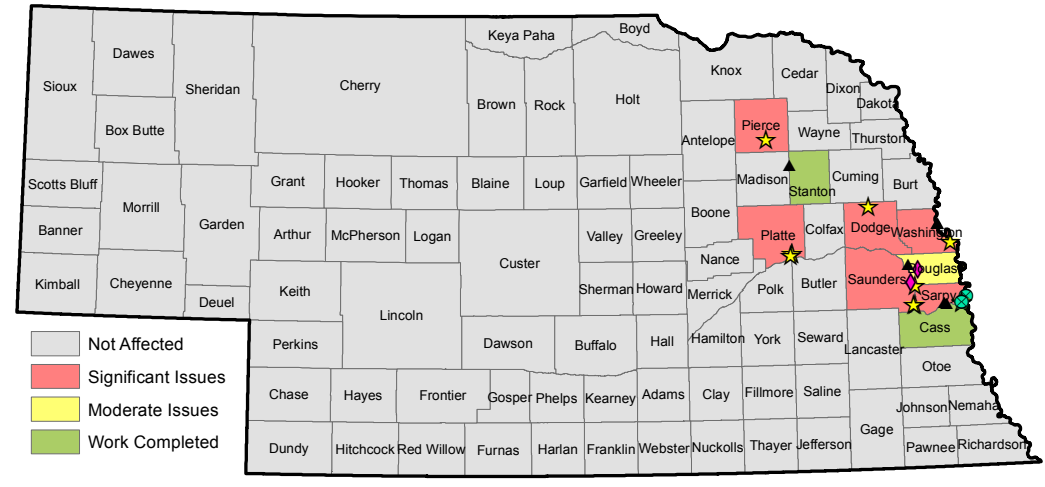 Keya Paha
Boyd
Dawes
Sioux
Sheridan
Cherry
Knox
Cedar
Dixon
Dakota
Brown
Rock
Holt
Box Butte
Pierce
Antelope
Wayne
Thurston
Scotts Bluff
Grant
Hooker
Thomas
Blaine
Loup
Garfield
Wheeler
Madison
Stanton
Cuming
Burt
Morrill
Garden
Boone
Banner
Arthur
McPherson
Logan
Valley
Greeley
Platte
Colfax
Dodge
Washington
Custer
Nance
Kimball
Cheyenne
Deuel
Keith
Sherman
Howard
Merrick
Polk
Butler
Saunders
Douglas
Sarpy
Lincoln
Cass
Perkins
Dawson
Buffalo
Hall
Hamilton
York
Seward
Lancaster
Otoe
Not Affected
Significant Issues
Moderate Issues
Work Completed
Chase
Hayes
Frontier
Gosper
Phelps
Kearney
Adams
Clay
Fillmore
Saline
Johnson
Nemaha
Gage
Dundy
Hitchcock
Red Willow
Furnas
Harlan
Franklin
Webster
Nuckolls
Thayer
Jefferson
Pawnee
Richardson